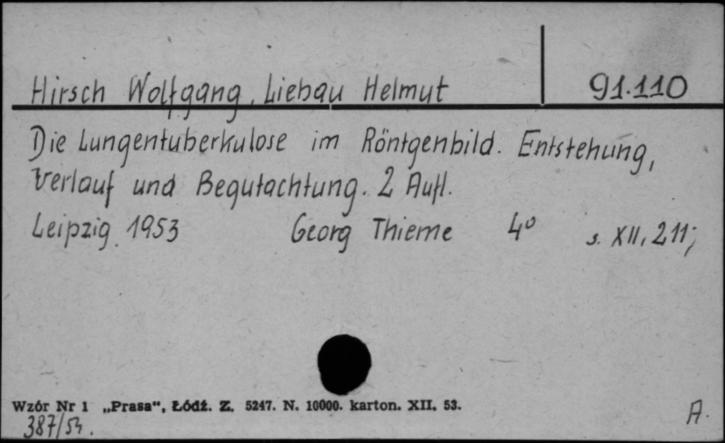 Hirsch Wolfgang, Liebau Helmut 91.110
Die Lungentuberkulose im Röntgenbild. Entstehung,
Verlauf und Begutachtung. 2 Aufl.
Leipzig 1953 Georg Thieme 4° s. XII, 211;
Wzór Nr 1 „Prasa“, Łódź. Z. 5247. N. 10000. karton. XII. 53.
387/54. A.